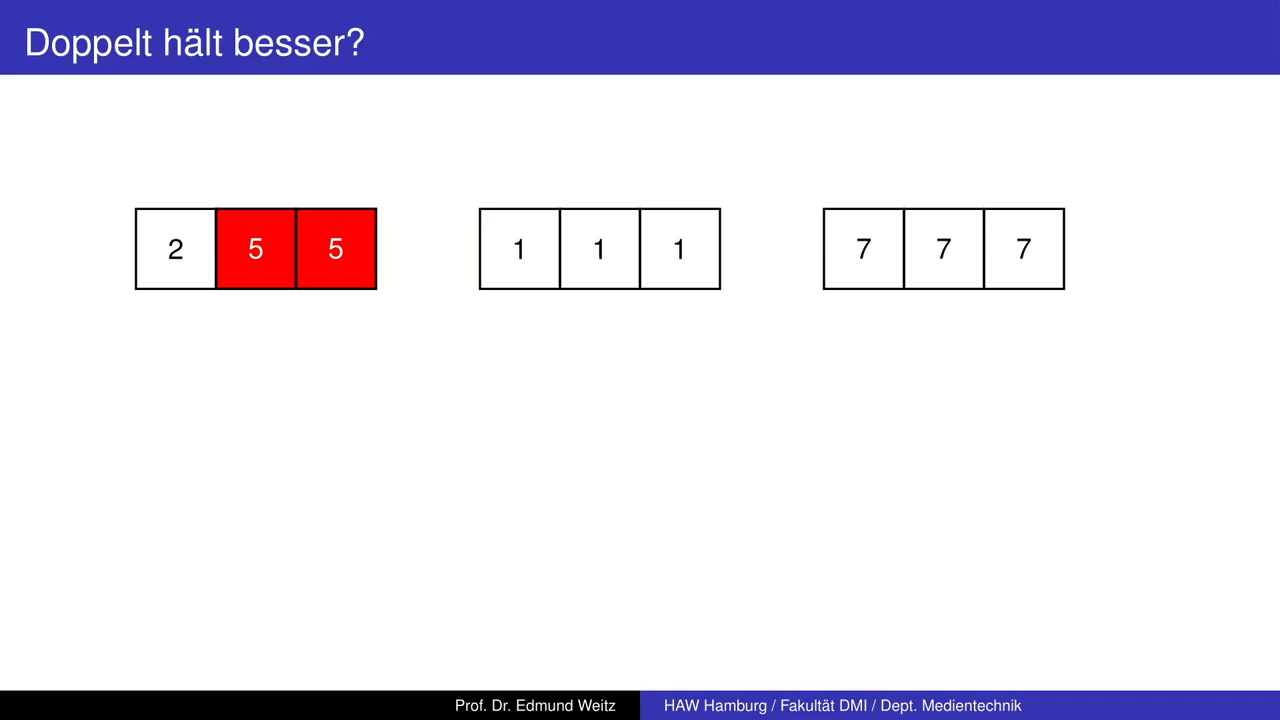 Doppelt hält besser?
2 5 5 1 1 1 7 7 7
Prof. Dr. Edmund Weitz HAW Hamburg / Fakultät DMI / Dept. Medientechnik